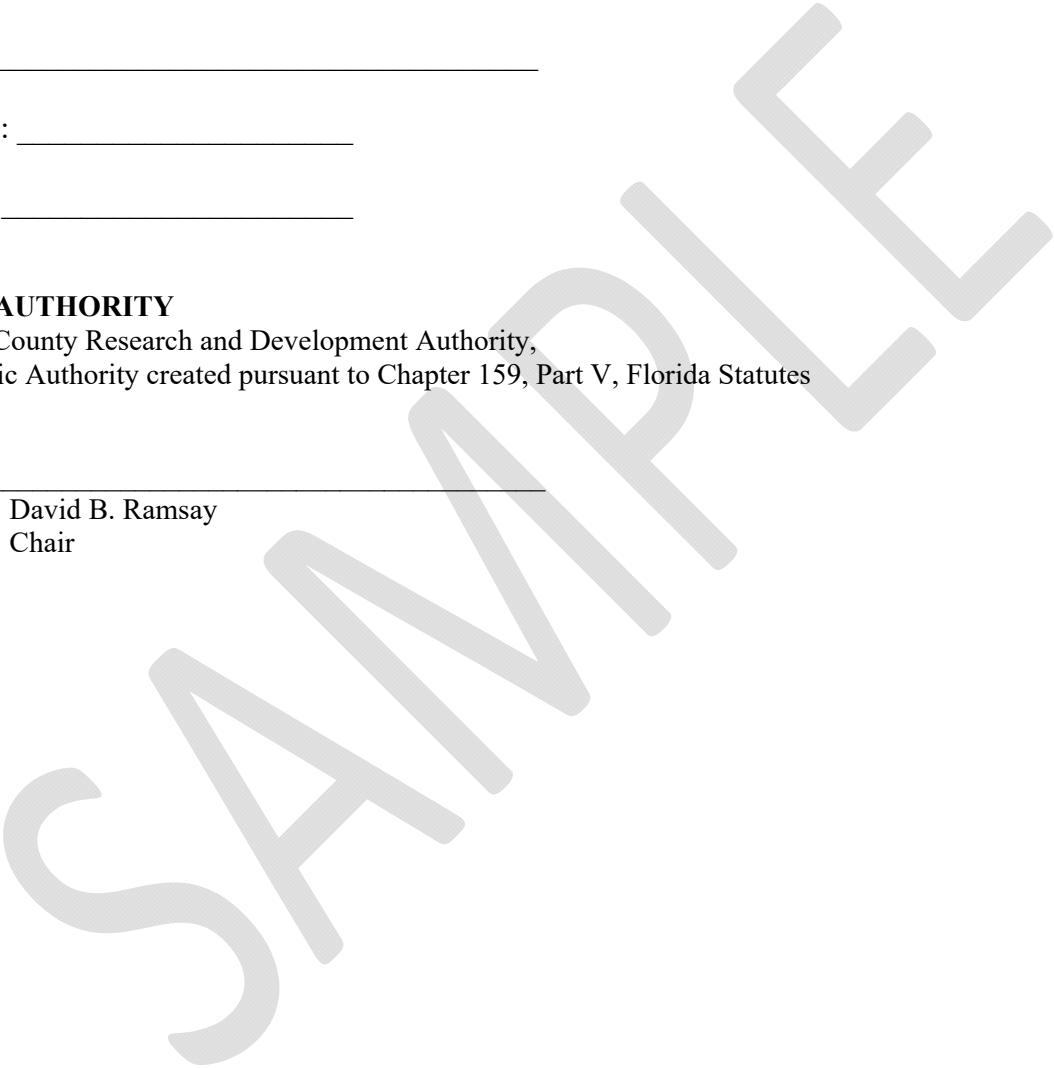 : 
AUTHORITY
County Research and Development Authority,
ic Authority created pursuant to Chapter 159, Part V, Florida Statutes
David B. Ramsay
Chair
SAMPLE